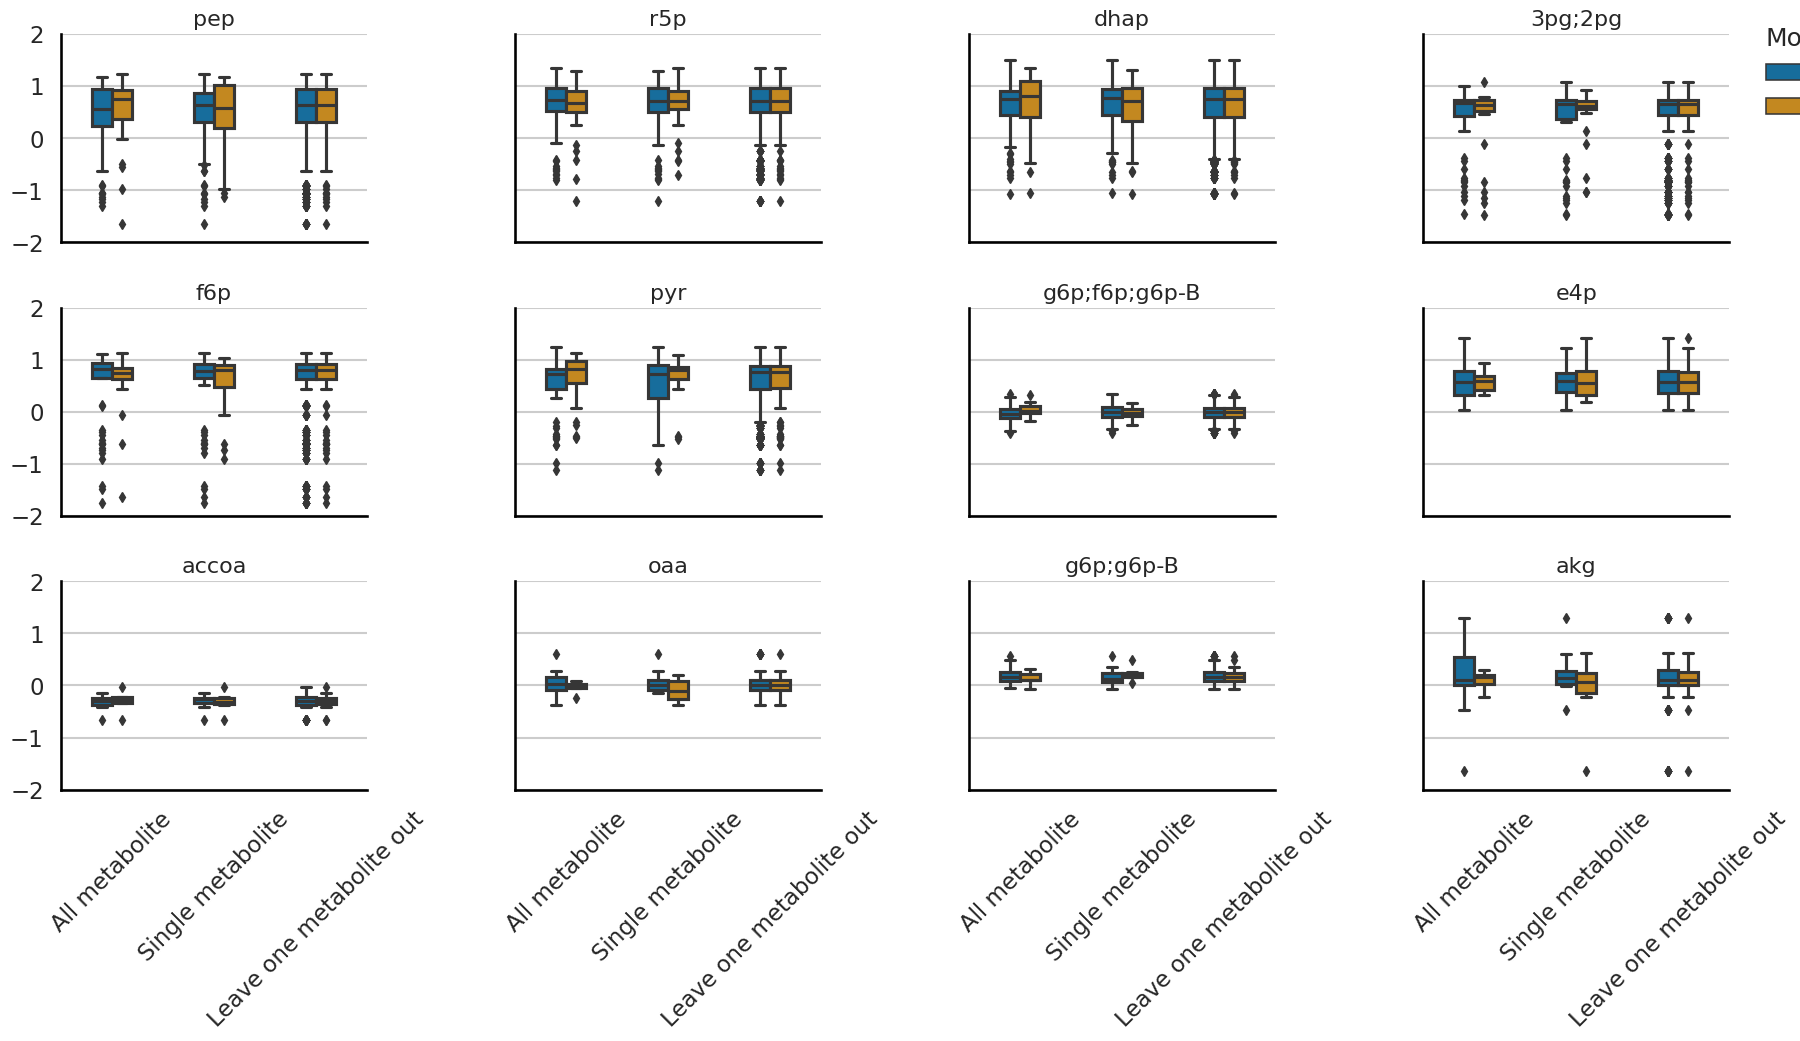 pep
r5p
dhap
3pg;2pg
Mo
2
1
0
−1
−2
f6p
pyr
g6p;f6p;g6p-B
e4p
2
1
0
−1
−2
accoa
oaa
g6p;g6p-B
akg
2
1
0
−1
−2
All metabolite
Single metabolite
Leave one metabolite out
All metabolite
Single metabolite
Leave one metabolite out
All metabolite
Single metabolite
Leave one metabolite out
All metabolite
Single metabolite
Leave one metabolite out